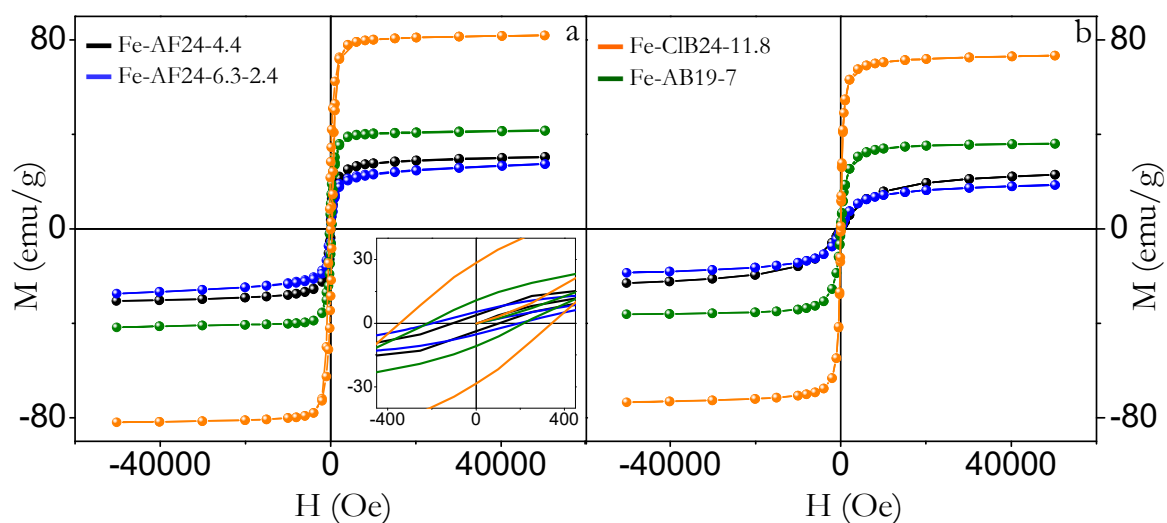 80
0
-80
M (emu/g)
Fe-AF24-4.4
Fe-AF24-6.3-2.4
a
30
0
-30
-400
0
400
-40000
0
40000
H (Oe)
Fe-ClB24-11.8
Fe-AB19-7
b
80
0
-80
M (emu/g)
-40000
0
40000
H (Oe)